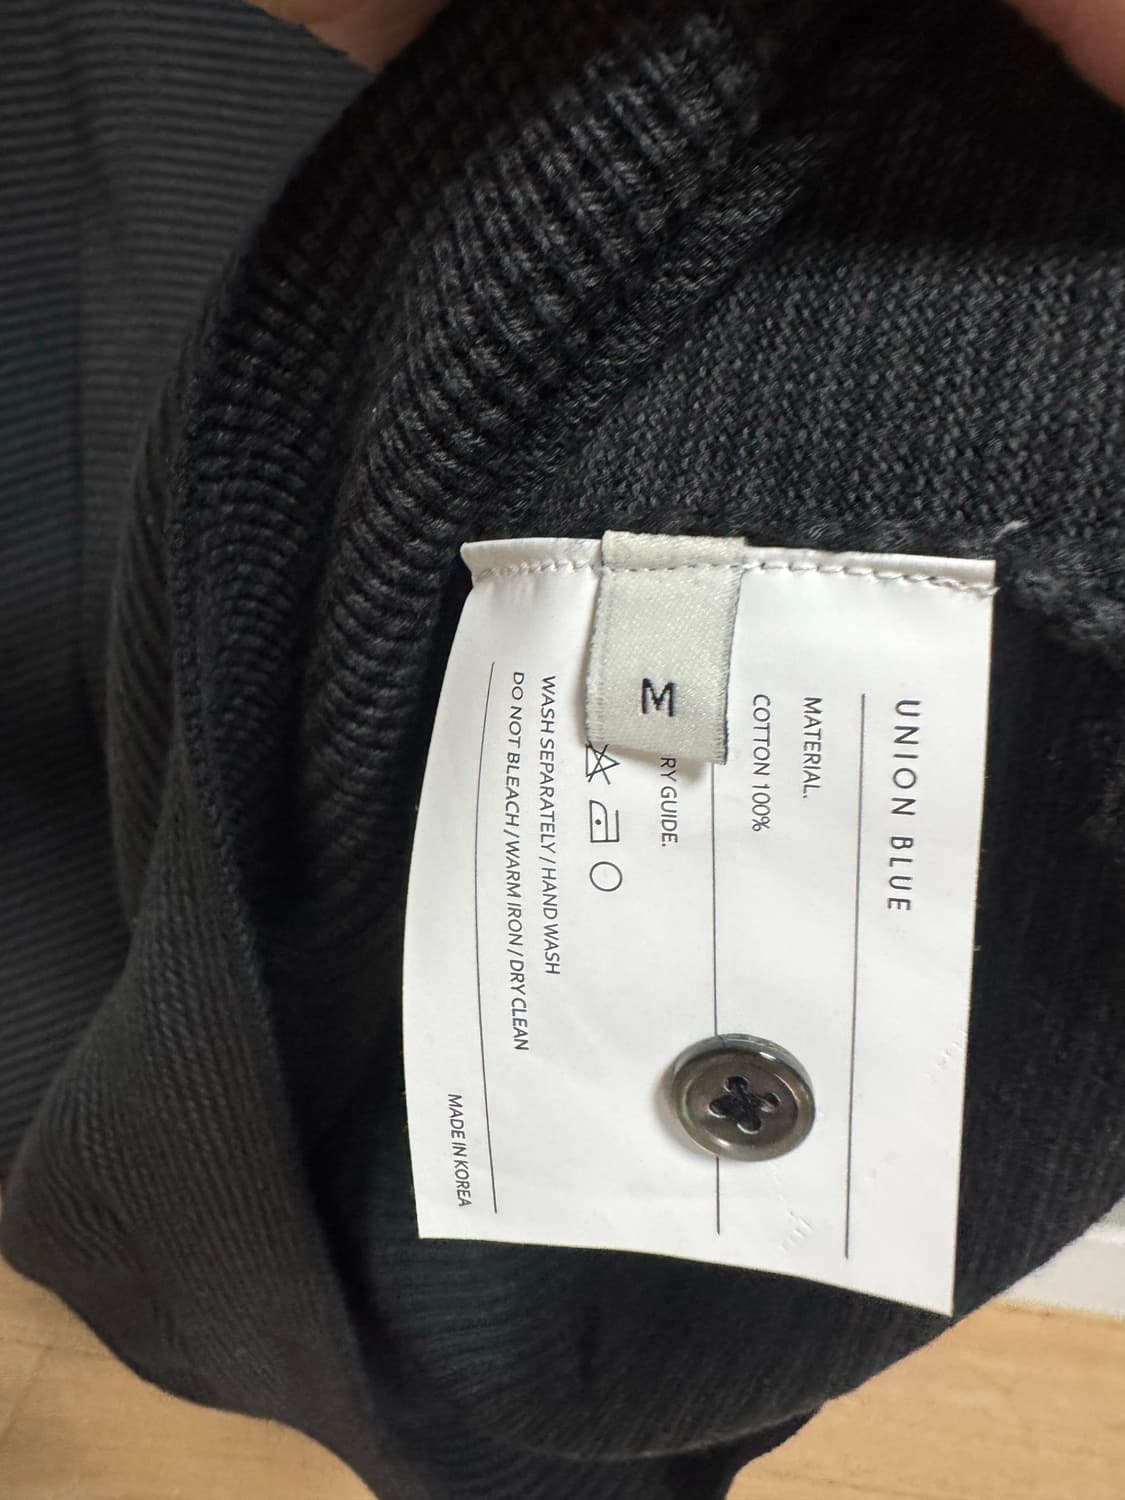 UNION BLUE
MATERIAL.
COTTON 100%
RY GUIDE.
M
WASH SEPARATELY / HAND WASH
DO NOT BLEACH / WARM IRON / DRY CLEAN
MADE IN KOREA